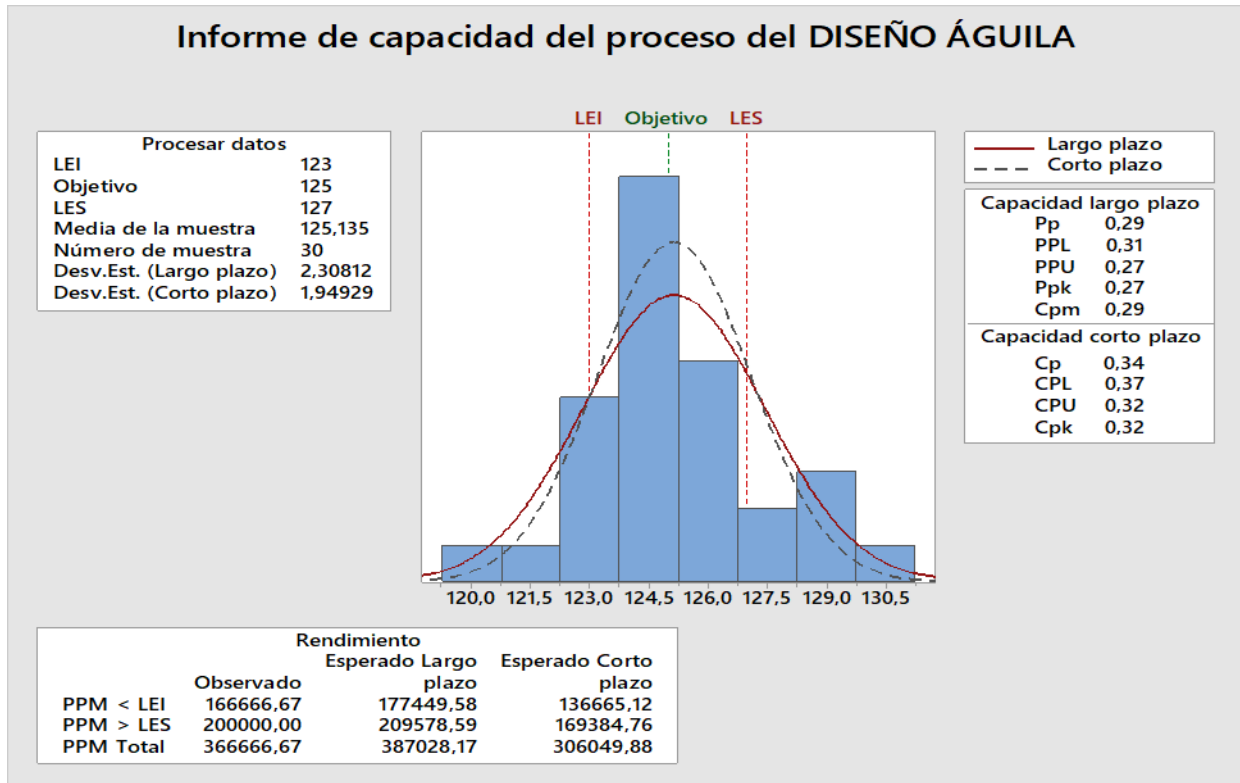 Informe de capacidad del proceso del DISEÑO ÁGUILA
LEI Objetivo LES
Procesar datos
LEI 123
Objetivo 125
LES 127
Media de la muestra 125,135
Número de muestra 30
Desv.Est. (Largo plazo) 2,30812
Desv.Est. (Corto plazo) 1,94929
Largo plazo
Corto plazo
Capacidad largo plazo
Pp 0,29
PPL 0,31
PPU 0,27
Ppk 0,27
Cpm 0,29
Capacidad corto plazo
Cp 0,34
CPL 0,37
CPU 0,32
Cpk 0,32
120,0 121,5 123,0 124,5 126,0 127,5 129,0 130,5
Rendimiento
Esperado Largo Esperado Corto
Observado plazo plazo
PPM < LEI 166666,67 177449,58 136665,12
PPM > LES 200000,00 209578,59 169384,76
PPM Total 366666,67 387028,17 306049,88